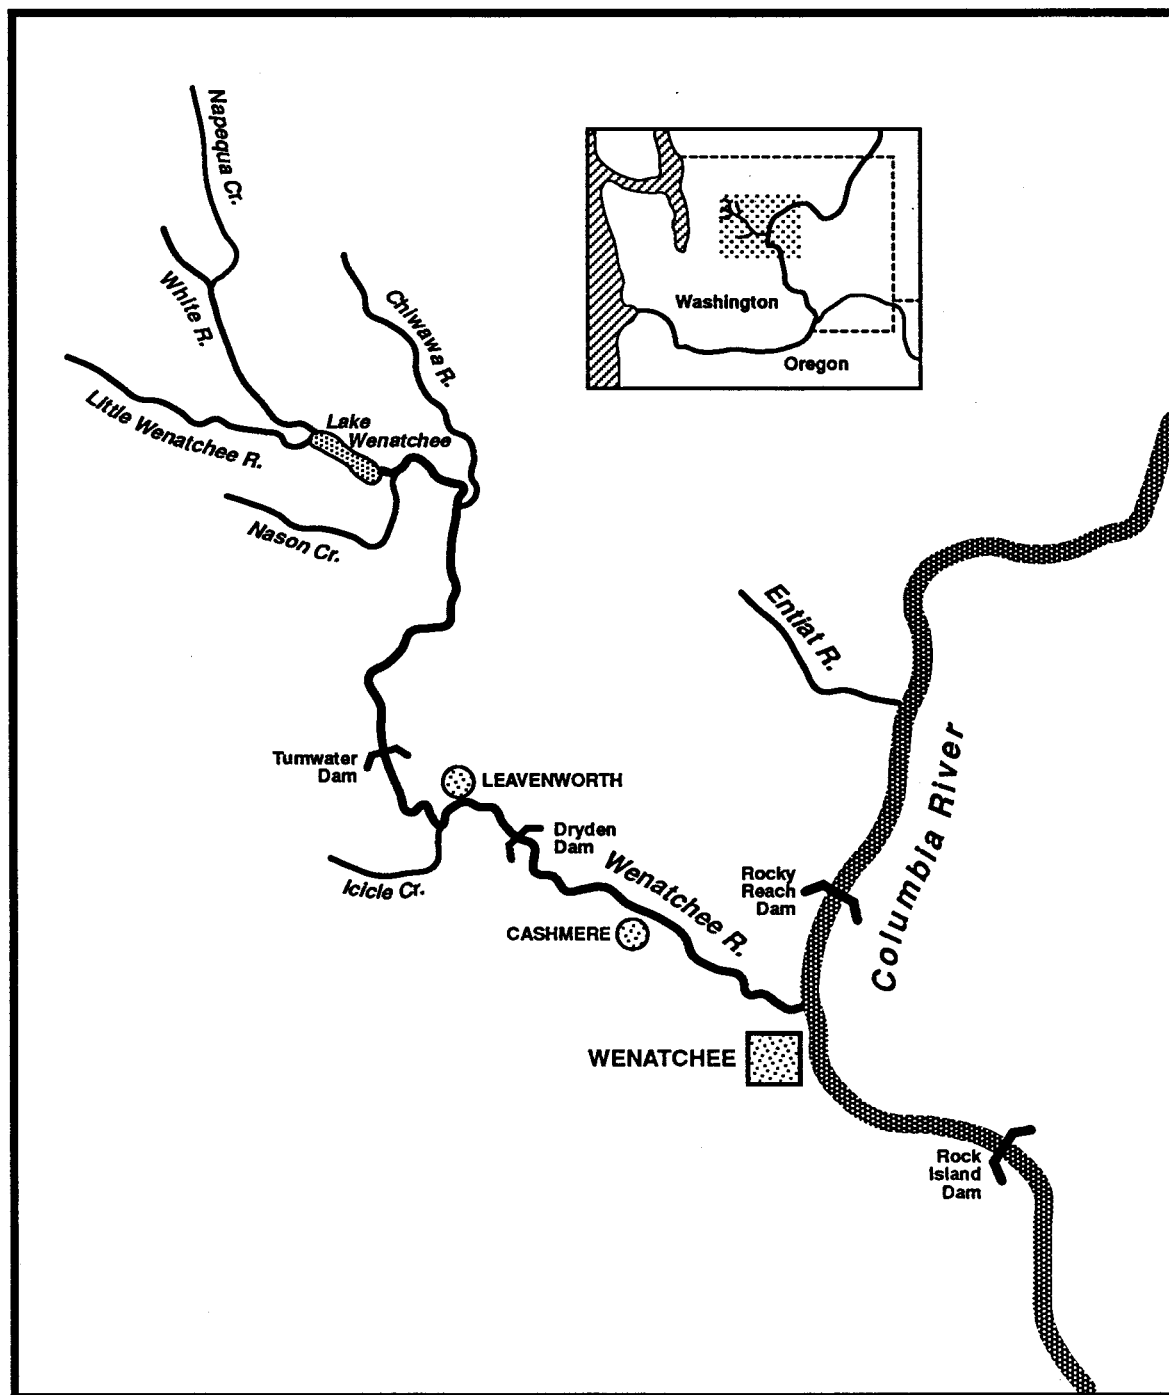 Napequa Cr.
White R.
Chiwawa R.
Little Wenatchee R.
Lake
Wenatchee
Nason Cr.
Washington
Oregon
Entiat R.
Columbia River
Tumwater
Dam
LEAVENWORTH
Dryden
Dam
Icicle Cr.
Wenatchee R.
CASHMERE
Rocky
Reach
Dam
WENATCHEE
Rock
Island
Dam